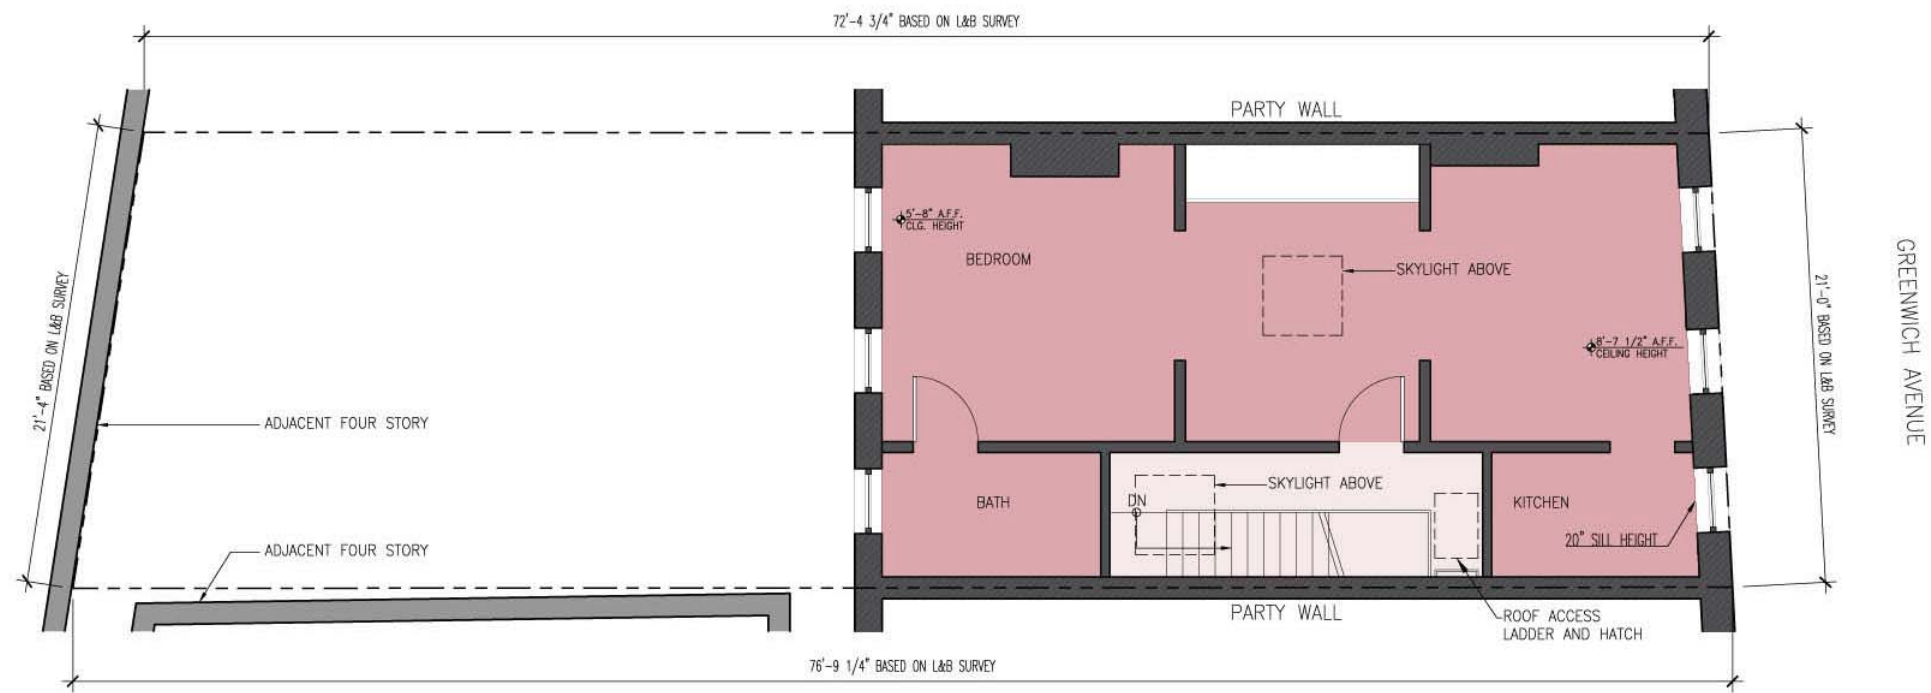 72'-4 3/4" BASED ON L&B SURVEY
PARTY WALL
5'-8" A.F.F.
CLG. HEIGHT
BEDROOM
SKYLIGHT ABOVE
GREENWICH AVENUE
21'-4" BASED ON L&B SURVEY
21'-0" BASED ON L&B SURVEY
8'-7 1/2" A.F.F.
CEILING HEIGHT
ADJACENT FOUR STORY
SKYLIGHT ABOVE
DN
BATH
KITCHEN
20" SILL HEIGHT
ADJACENT FOUR STORY
PARTY WALL
ROOF ACCESS
LADDER AND HATCH
76'-9 1/4" BASED ON L&B SURVEY